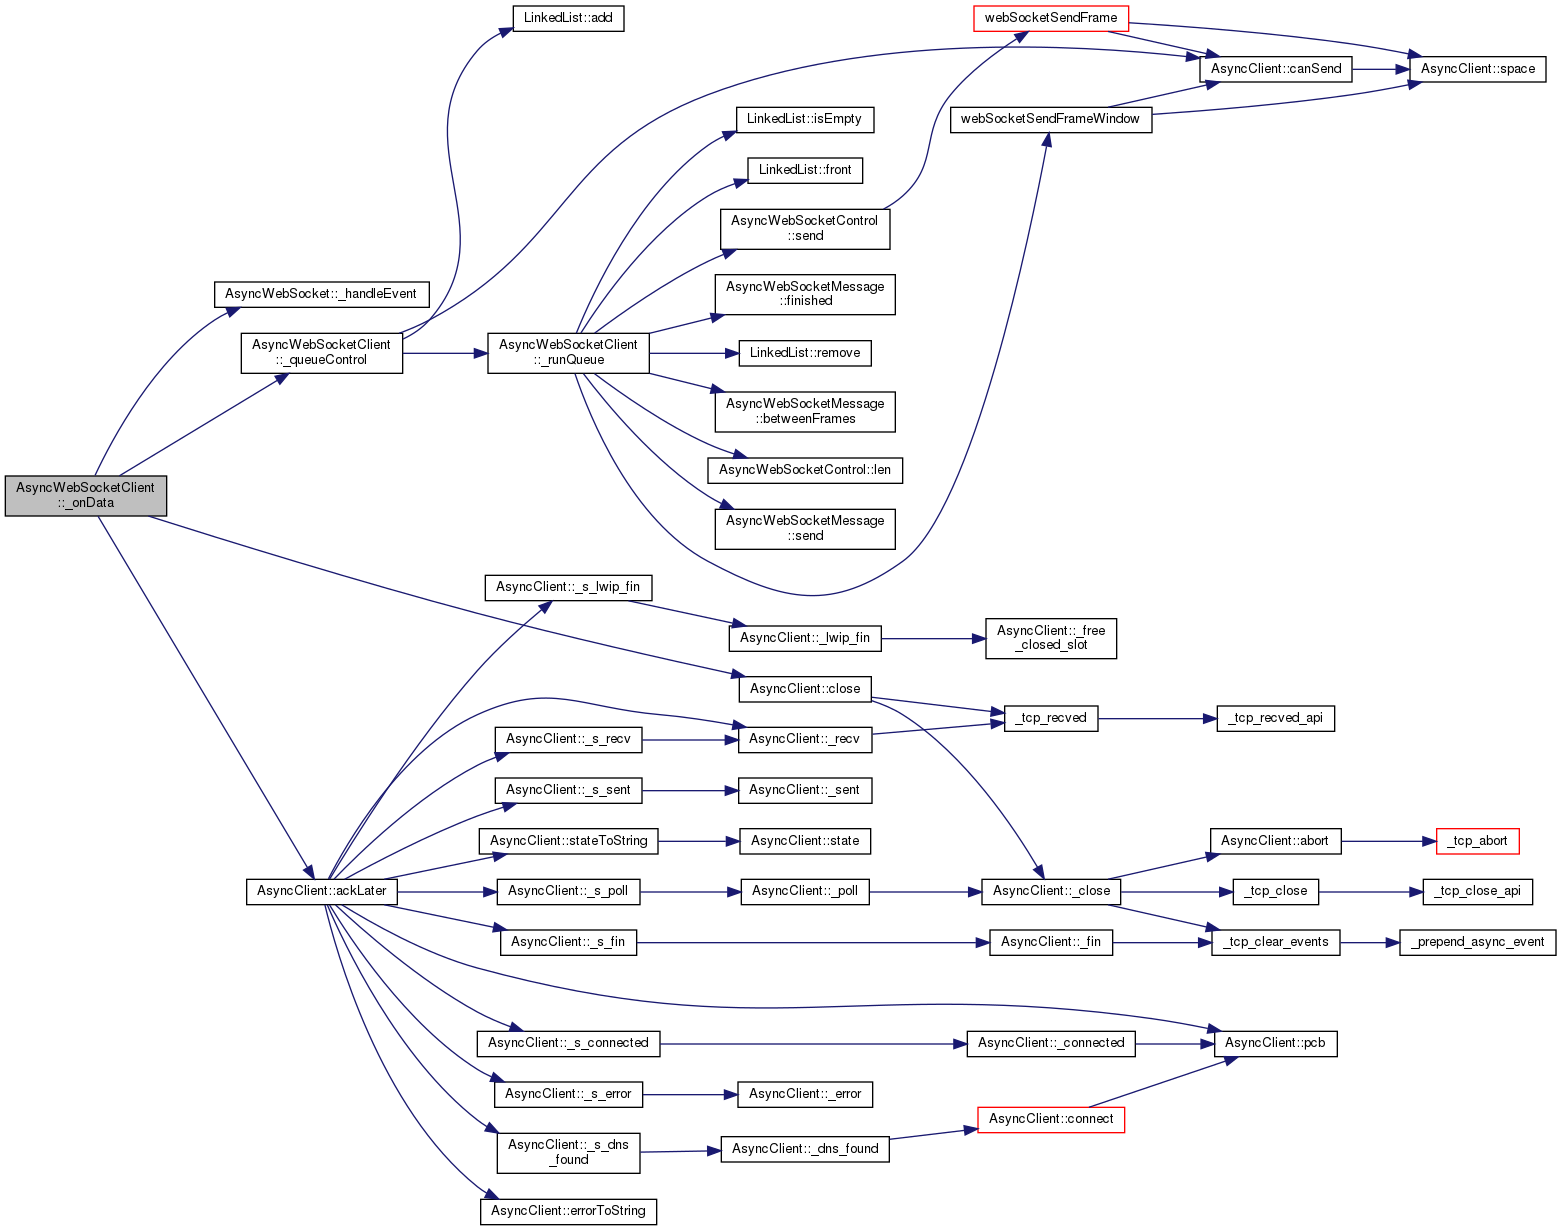 LinkedList::add
webSocketSendFrame
AsyncClient::canSend
AsyncClient::space
LinkedList::isEmpty
webSocketSendFrameWindow
LinkedList::front
AsyncWebSocketControl
::send
AsyncWebSocket::_handleEvent
AsyncWebSocketMessage
::finished
AsyncWebSocketClient
::_queueControl
AsyncWebSocketClient
::_runQueue
LinkedList::remove
AsyncWebSocketMessage
::betweenFrames
AsyncWebSocketControl::len
AsyncWebSocketClient
::_onData
AsyncWebSocketMessage
::send
AsyncClient::_s_lwip_fin
AsyncClient::_lwip_fin
AsyncClient::_free
_closed_slot
AsyncClient::close
_tcp_recved
_tcp_recved_api
AsyncClient::_s_recv
AsyncClient::_recv
AsyncClient::_s_sent
AsyncClient::_sent
AsyncClient::stateToString
AsyncClient::state
AsyncClient::abort
_tcp_abort
AsyncClient::ackLater
AsyncClient::_s_poll
AsyncClient::_poll
AsyncClient::_close
_tcp_close
_tcp_close_api
AsyncClient::_s_fin
AsyncClient::_fin
_tcp_clear_events
_prepend_async_event
AsyncClient::_s_connected
AsyncClient::_connected
AsyncClient::pcb
AsyncClient::_s_error
AsyncClient::_error
AsyncClient::connect
AsyncClient::_s_dns
_found
AsyncClient::_dns_found
AsyncClient::errorToString